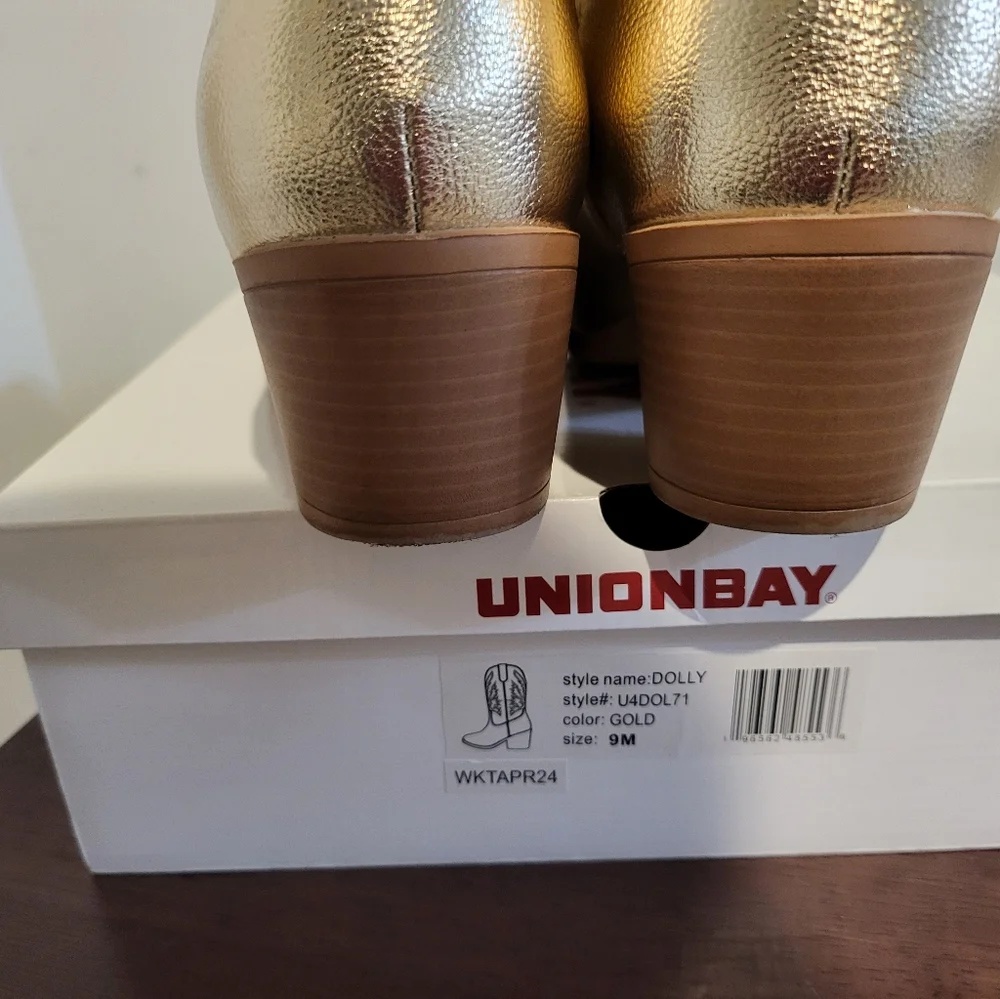 UNIONBAY®
style name:DOLLY
style#: U4DOL71
color: GOLD
size: 9M
WKTAPR24